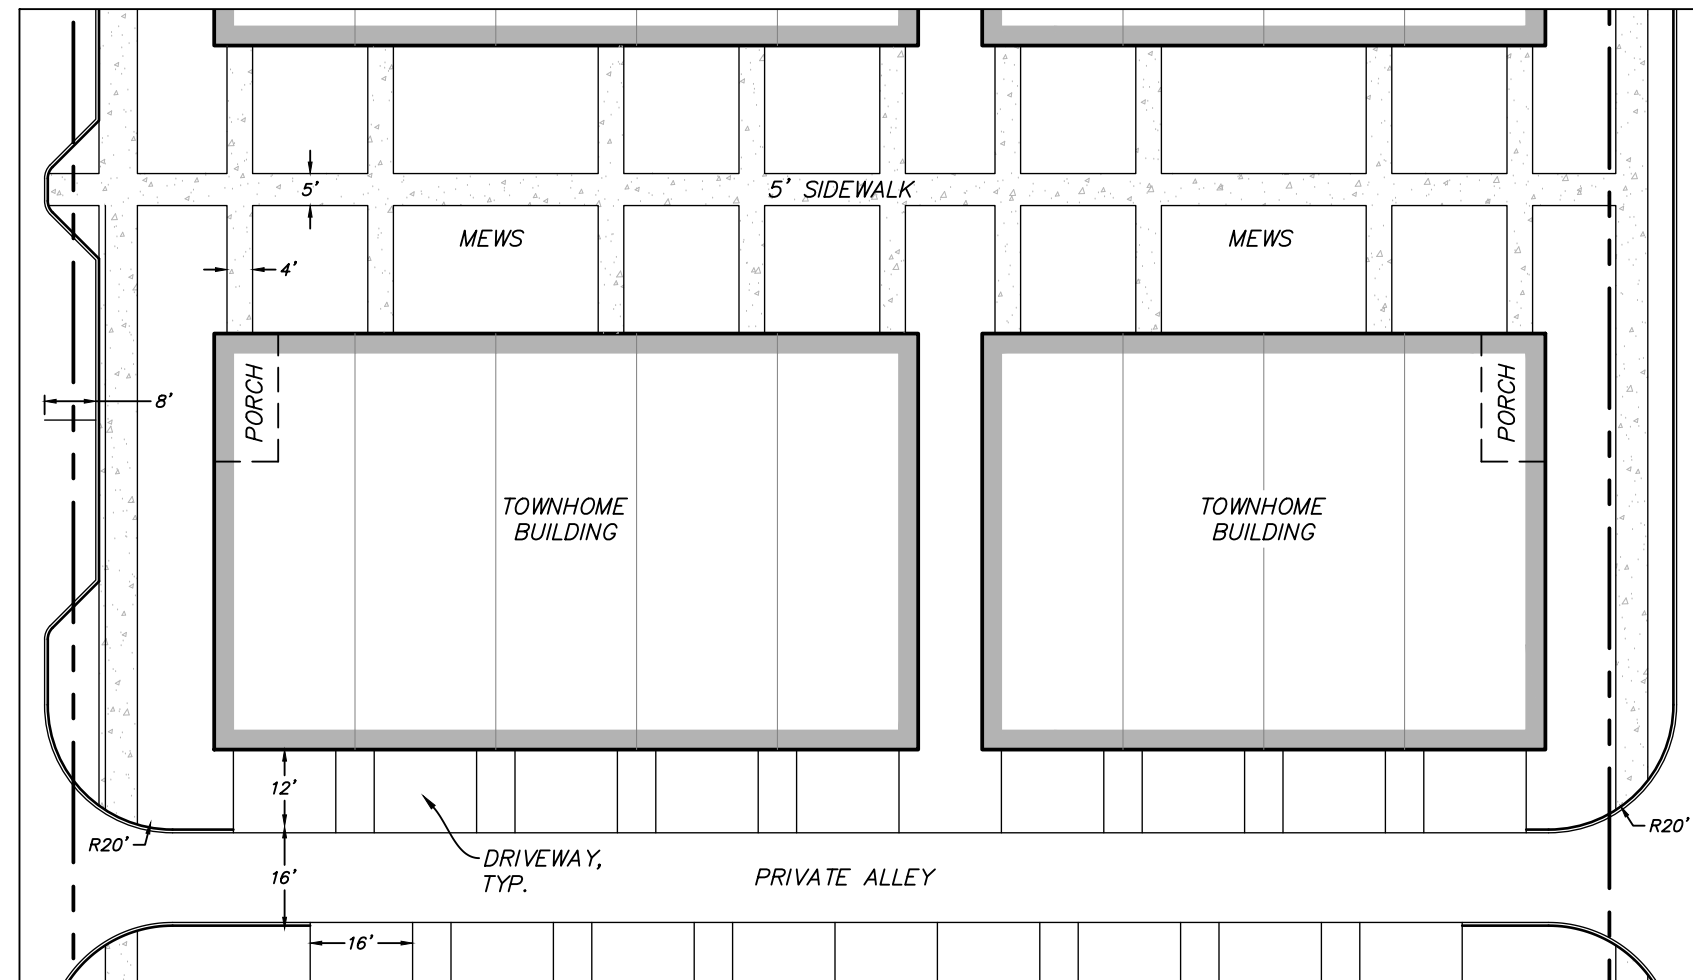 5'
5' SIDEWALK
MEWS
MEWS
4'
PORCH
PORCH
8'
TOWNHOME
BUILDING
TOWNHOME
BUILDING
12'
R20'
R20'
DRIVEWAY,
TYP.
16'
PRIVATE ALLEY
16'